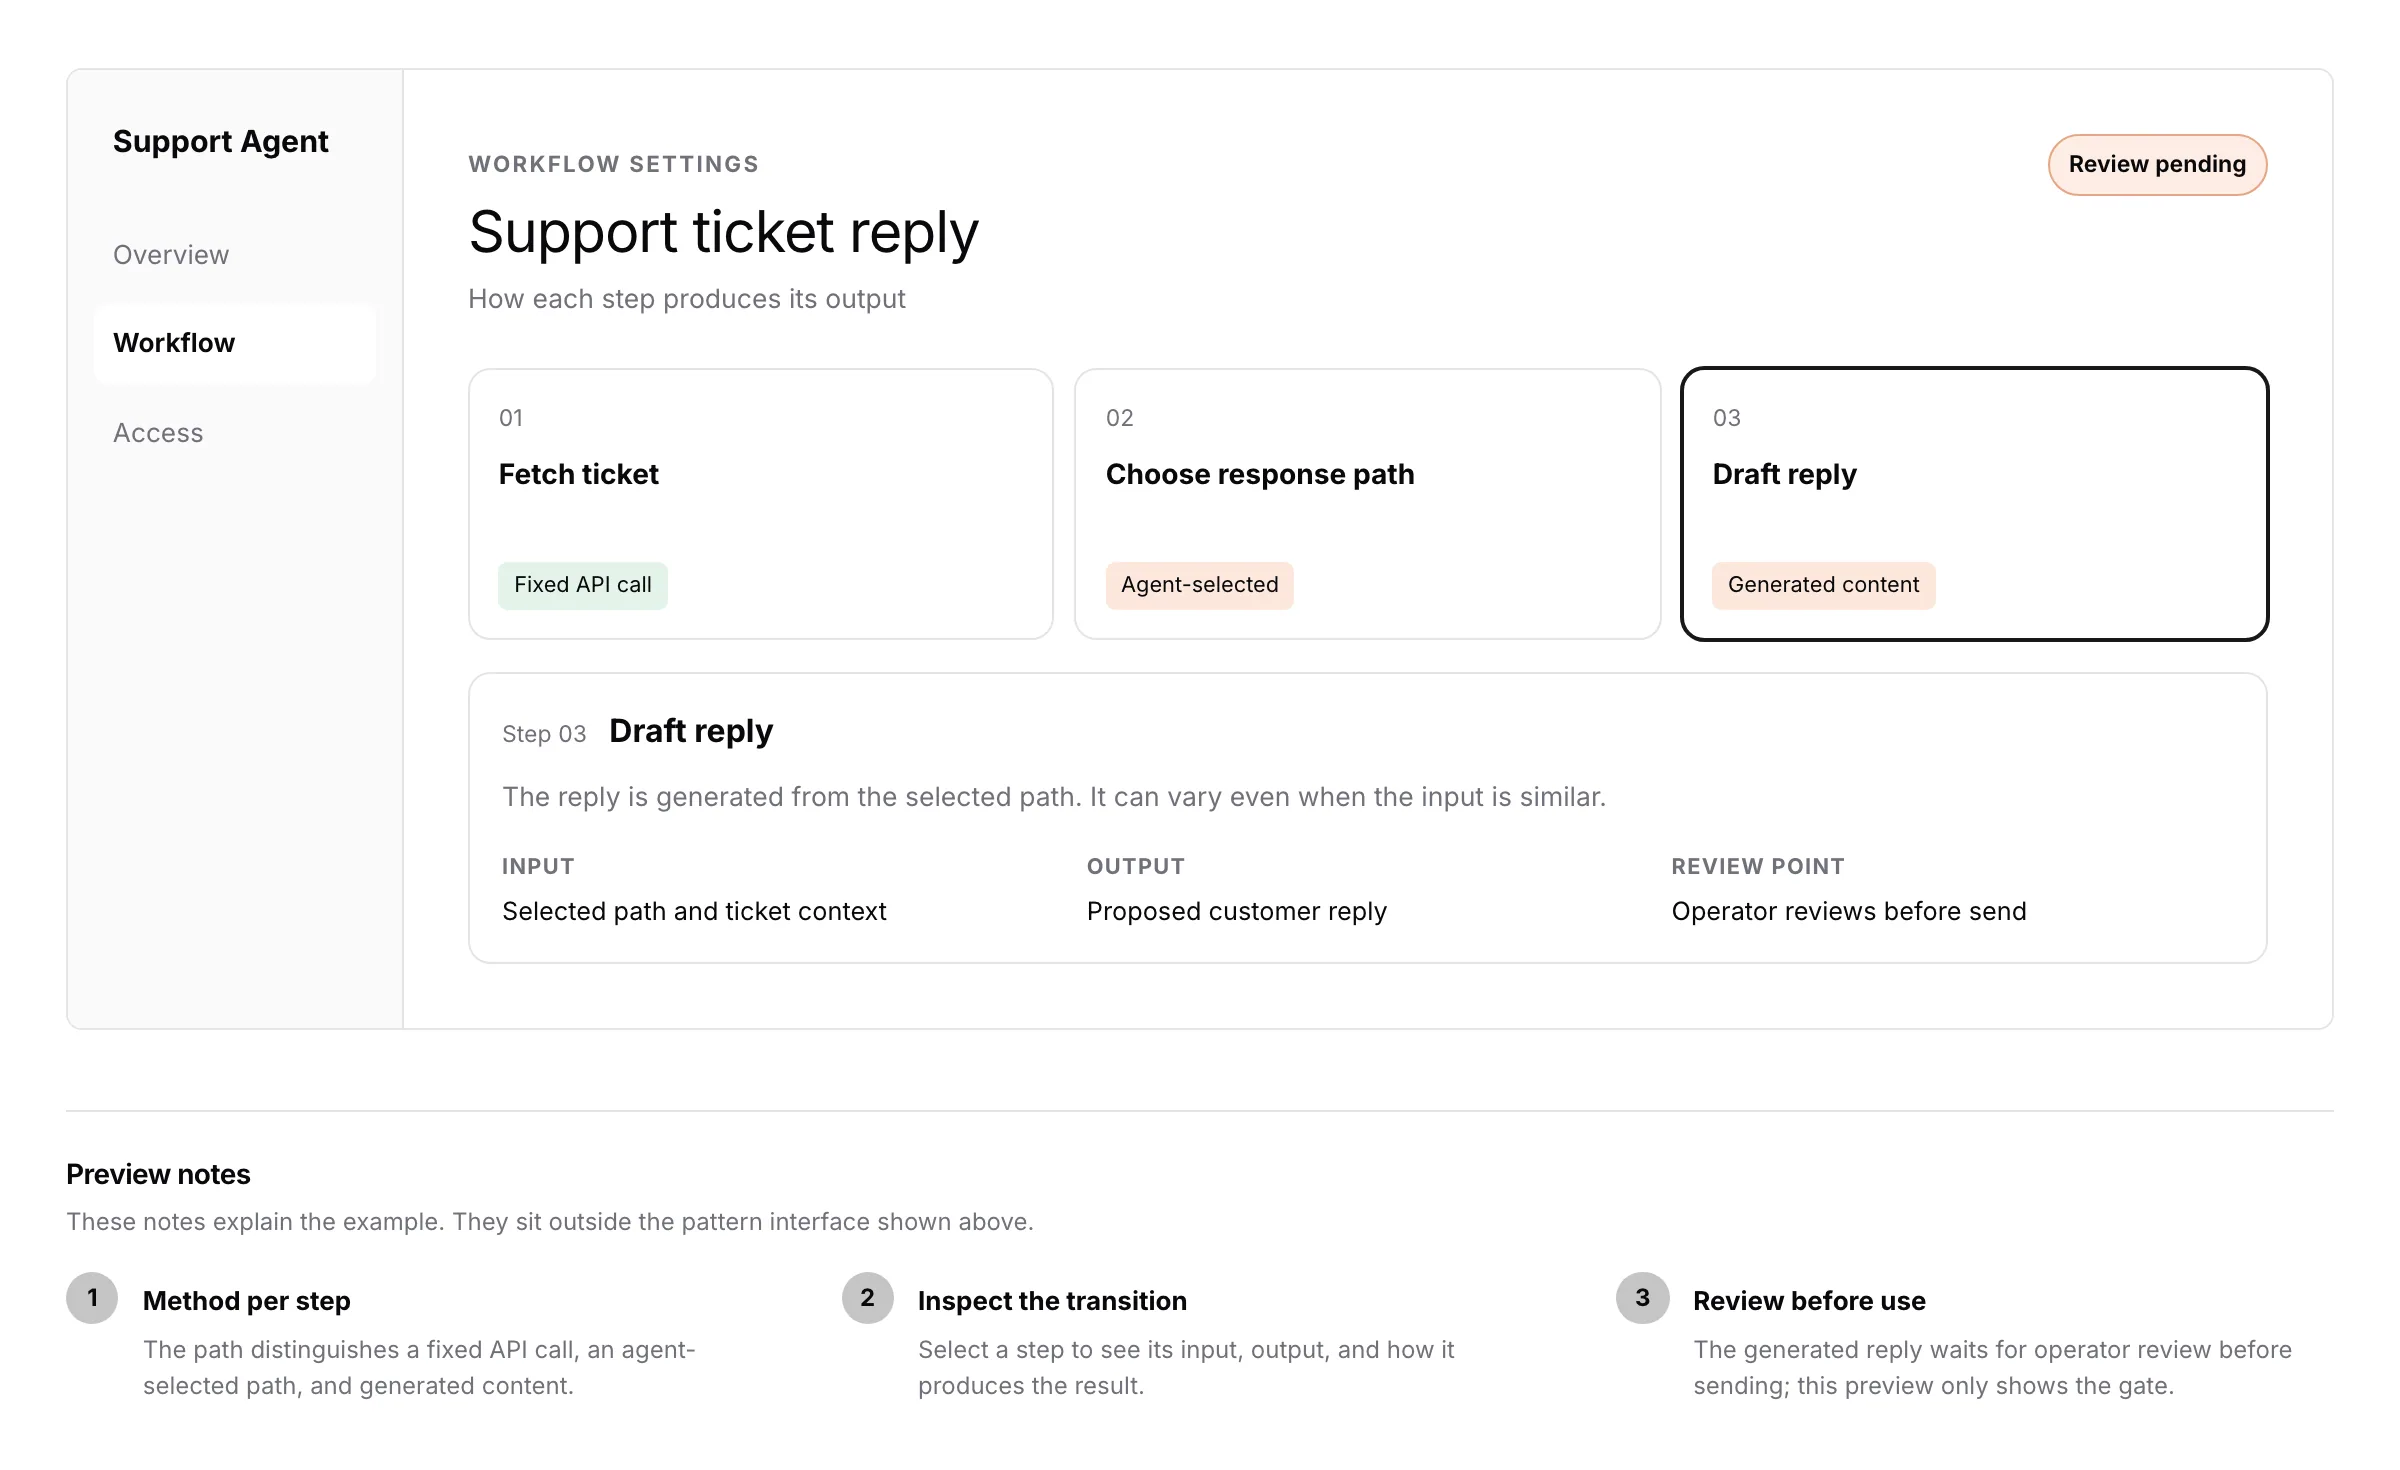 Support Agent
Overview
Workflow
Access
WORKFLOW SETTINGS
Review pending
Support ticket reply
How each step produces its output
01
Fetch ticket
Fixed API call
02
Choose response path
Agent-selected
03
Draft reply
Generated content
Step 03 Draft reply
The reply is generated from the selected path. It can vary even when the input is similar.
INPUT
Selected path and ticket context
OUTPUT
Proposed customer reply
REVIEW POINT
Operator reviews before send
Preview notes
These notes explain the example. They sit outside the pattern interface shown above.
1 Method per step
The path distinguishes a fixed API call, an agent-
selected path, and generated content.
2 Inspect the transition
Select a step to see its input, output, and how it
produces the result.
3 Review before use
The generated reply waits for operator review before
sending; this preview only shows the gate.